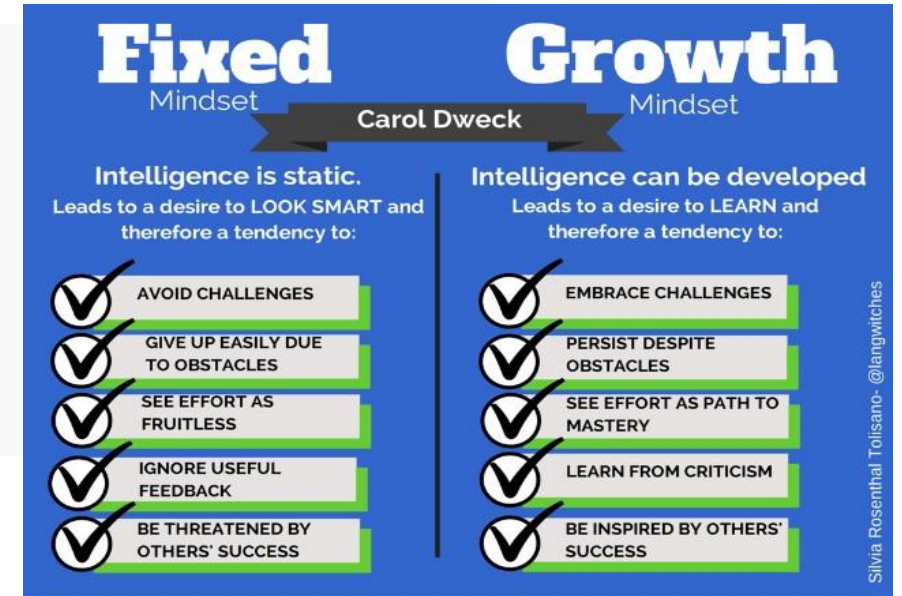 Fixed
Mindset
Growth
Mindset
Carol Dweck
Intelligence is static.
Leads to a desire to LOOK SMART and
therefore a tendency to:
AVOID CHALLENGES
GIVE UP EASILY DUE
TO OBSTACLES
SEE EFFORT AS
FRUITLESS
IGNORE USEFUL
FEEDBACK
BE THREATENED BY
OTHERS' SUCCESS
Intelligence can be developed
Leads to a desire to LEARN and
therefore a tendency to:
EMBRACE CHALLENGES
PERSIST DESPITE
OBSTACLES
SEE EFFORT AS PATH TO
MASTERY
LEARN FROM CRITICISM
BE INSPIRED BY OTHERS'
SUCCESS
Silvia Rosenthal Tolisano- @langwitches